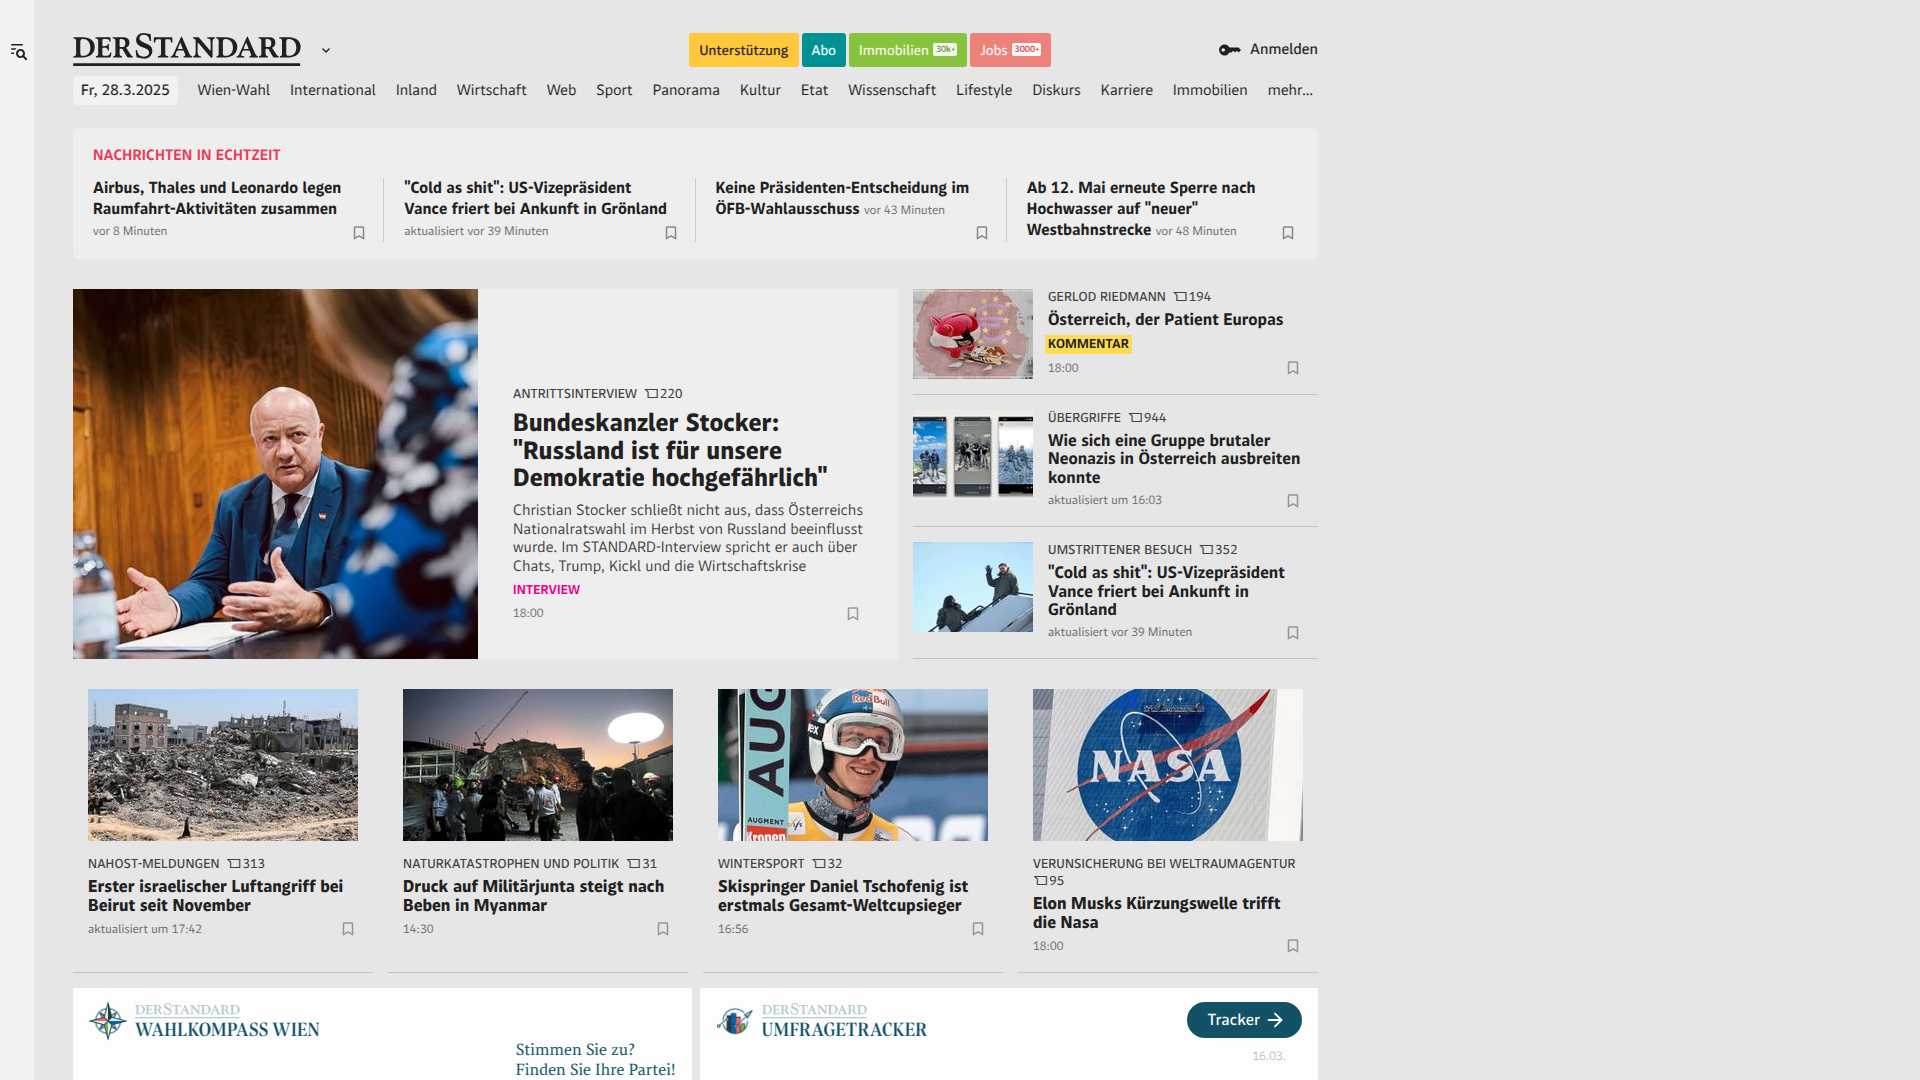 DERSTANDARD
Unterstützung
Abo
Immobilien 30k+
Jobs 3000+
Anmelden
Fr, 28.3.2025
Wien-Wahl
International
Inland
Wirtschaft
Web
Sport
Panorama
Kultur
Etat
Wissenschaft
Lifestyle
Diskurs
Karriere
Immobilien
mehr...
NACHRICHTEN IN ECHTZEIT
Airbus, Thales und Leonardo legen
Raumfahrt-Aktivitäten zusammen
vor 8 Minuten
"Cold as shit": US-Vizepräsident
Vance friert bei Ankunft in Grönland
aktualisiert vor 39 Minuten
Keine Präsidenten-Entscheidung im
ÖFB-Wahlausschuss vor 43 Minuten
Ab 12. Mai erneute Sperre nach
Hochwasser auf "neuer"
Westbahnstrecke vor 48 Minuten
ANTRITTSINTERVIEW 220
Bundeskanzler Stocker:
"Russland ist für unsere
Demokratie hochgefährlich"
Christian Stocker schließt nicht aus, dass Österreichs
Nationalratswahl im Herbst von Russland beeinflusst
wurde. Im STANDARD-Interview spricht er auch über
Chats, Trump, Kickl und die Wirtschaftskrise
INTERVIEW
18:00
GERLOD RIEDMANN 194
Österreich, der Patient Europas
KOMMENTAR
18:00
ÜBERGRIFFE 944
Wie sich eine Gruppe brutaler
Neonazis in Österreich ausbreiten
konnte
aktualisiert um 16:03
UMSTRITTENER BESUCH 352
"Cold as shit": US-Vizepräsident
Vance friert bei Ankunft in
Grönland
aktualisiert vor 39 Minuten
NAHOST-MELDUNGEN 313
Erster israelischer Luftangriff bei
Beirut seit November
aktualisiert um 17:42
NATURKATASTROPHEN UND POLITIK 31
Druck auf Militärjunta steigt nach
Beben in Myanmar
14:30
Red Bull
AUG
AUGMENT
Kronen
WINTERSPORT 32
Skispringer Daniel Tschofenig ist
erstmals Gesamt-Weltcupsieger
16:56
NASA
VERUNSICHERUNG BEI WELTRAUMAGENTUR
95
Elon Musks Kürzungswelle trifft
die Nasa
18:00
DERSTANDARD
WAHLKOMPASS WIEN
Stimmen Sie zu?
Finden Sie Ihre Partei!
DERSTANDARD
UMFRAGETRACKER
Tracker
16.03.